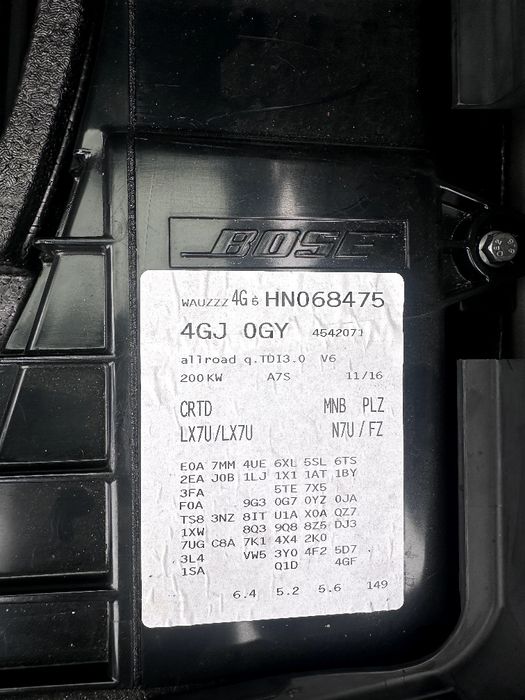 BOSE
WAUZZZ 4G 6 HN068475
4GJ 0GY 4542071
allroad q.TDI3.0 V6
200KW A7S 11/16
CRTD MNB PLZ
LX7U/LX7U N7U / FZ
E0A 7MM 4UE 6XL 5SL 6TS
2EA J0B 1LJ 1X1 1AT 1BY
3FA 5TE 7X5
F0A 9G3 0G7 0YZ 0JA
TS8 3NZ 8IT U1A X0A QZ7
1XW 8Q3 9Q8 8Z5 DJ3
7UG C8A 7K1 4X4 2K0
3L4 VW5 3Y0 4F2 5D7
1SA Q1D 4GF
6.4 5.2 5.6 149